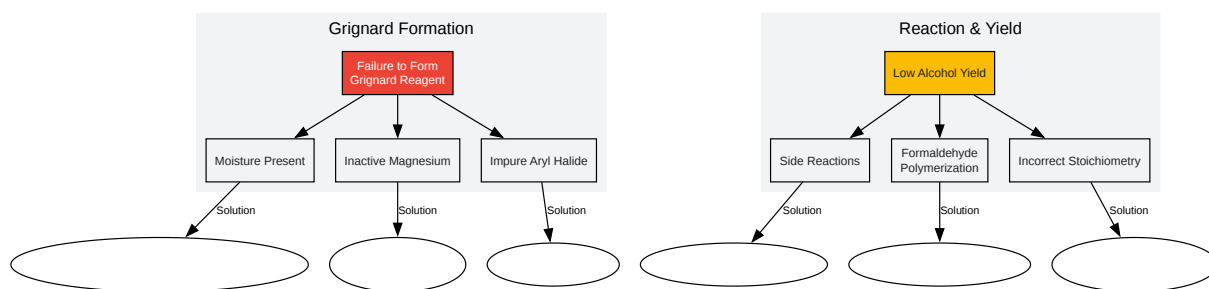 Grignard Formation
Reaction & Yield
Failure to Form
Grignard Reagent
Low Alcohol Yield
Moisture Present
Inactive Magnesium
Impure Aryl Halide
Side Reactions
Formaldehyde
Polymerization
Incorrect Stoichiometry
Solution
Solution
Solution
Solution
Solution
Solution